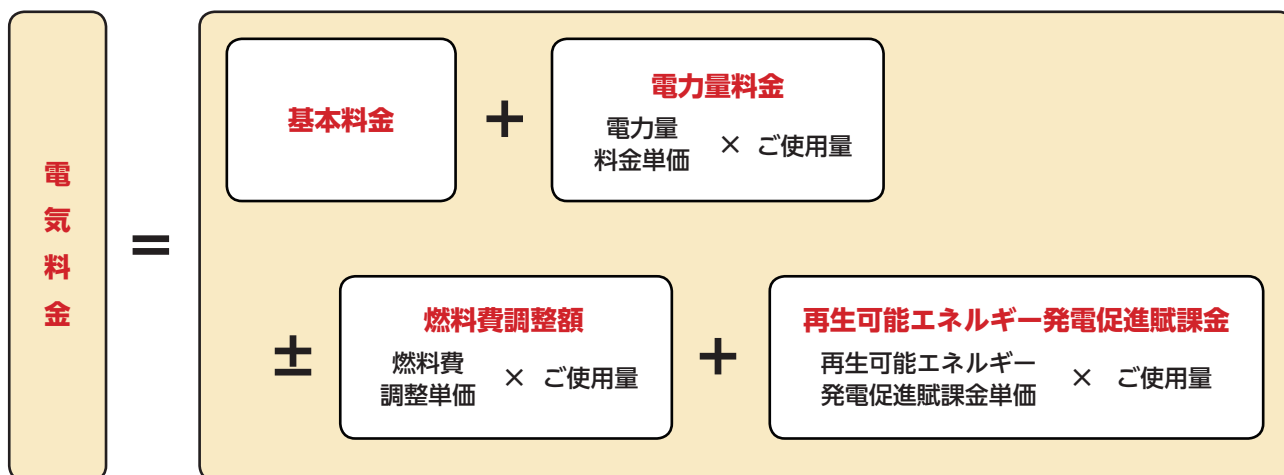 電気料金
=
基本料金
+
電力量料金
電力量
料金単価
× ご使用量
±
燃料費調整額
燃料費
調整単価
× ご使用量
+
再生可能エネルギー発電促進賦課金
再生可能エネルギー
発電促進賦課金単価
× ご使用量